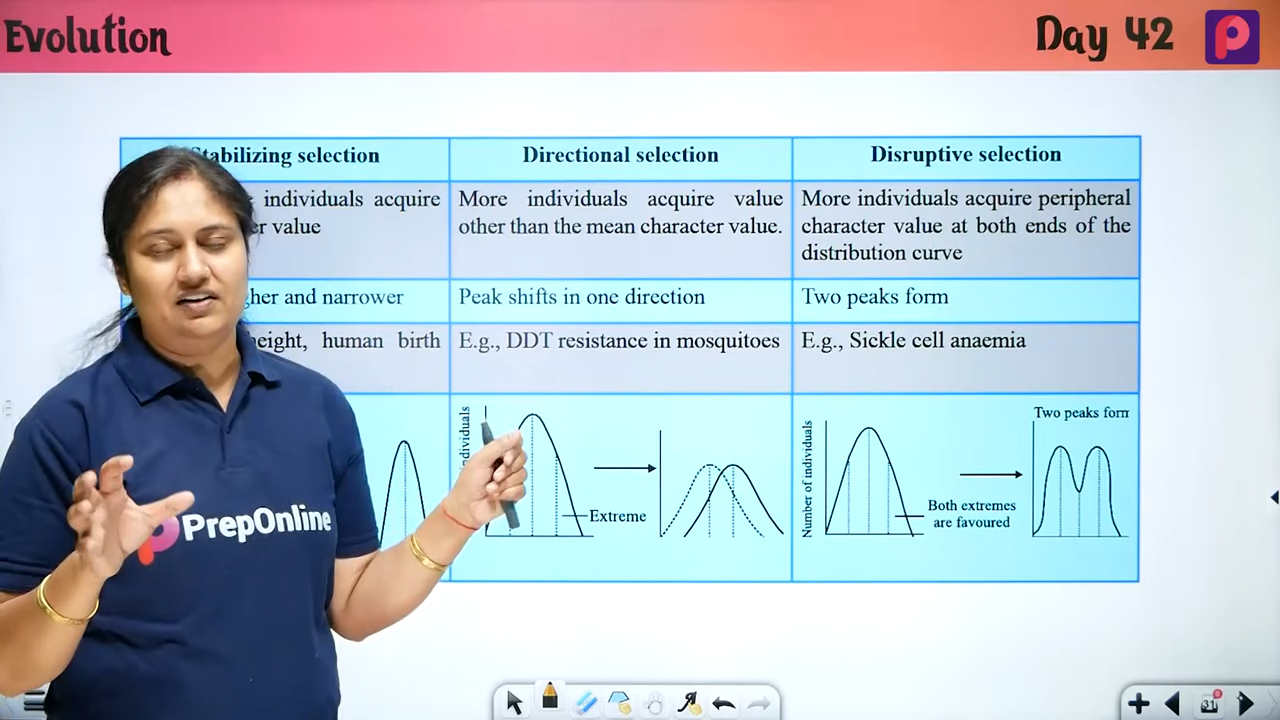 Evolution
Day 42
Stabilizing selection
Directional selection
Disruptive selection
individuals acquire
value
More individuals acquire value
other than the mean character value.
More individuals acquire peripheral
character value at both ends of the
distribution curve
and narrower
Peak shifts in one direction
Two peaks form
height, human birth
E.g., DDT resistance in mosquitoes
E.g., Sickle cell anaemia
Extreme
Number of individuals
Both extremes
are favoured
Two peaks form
PrepOnline
31